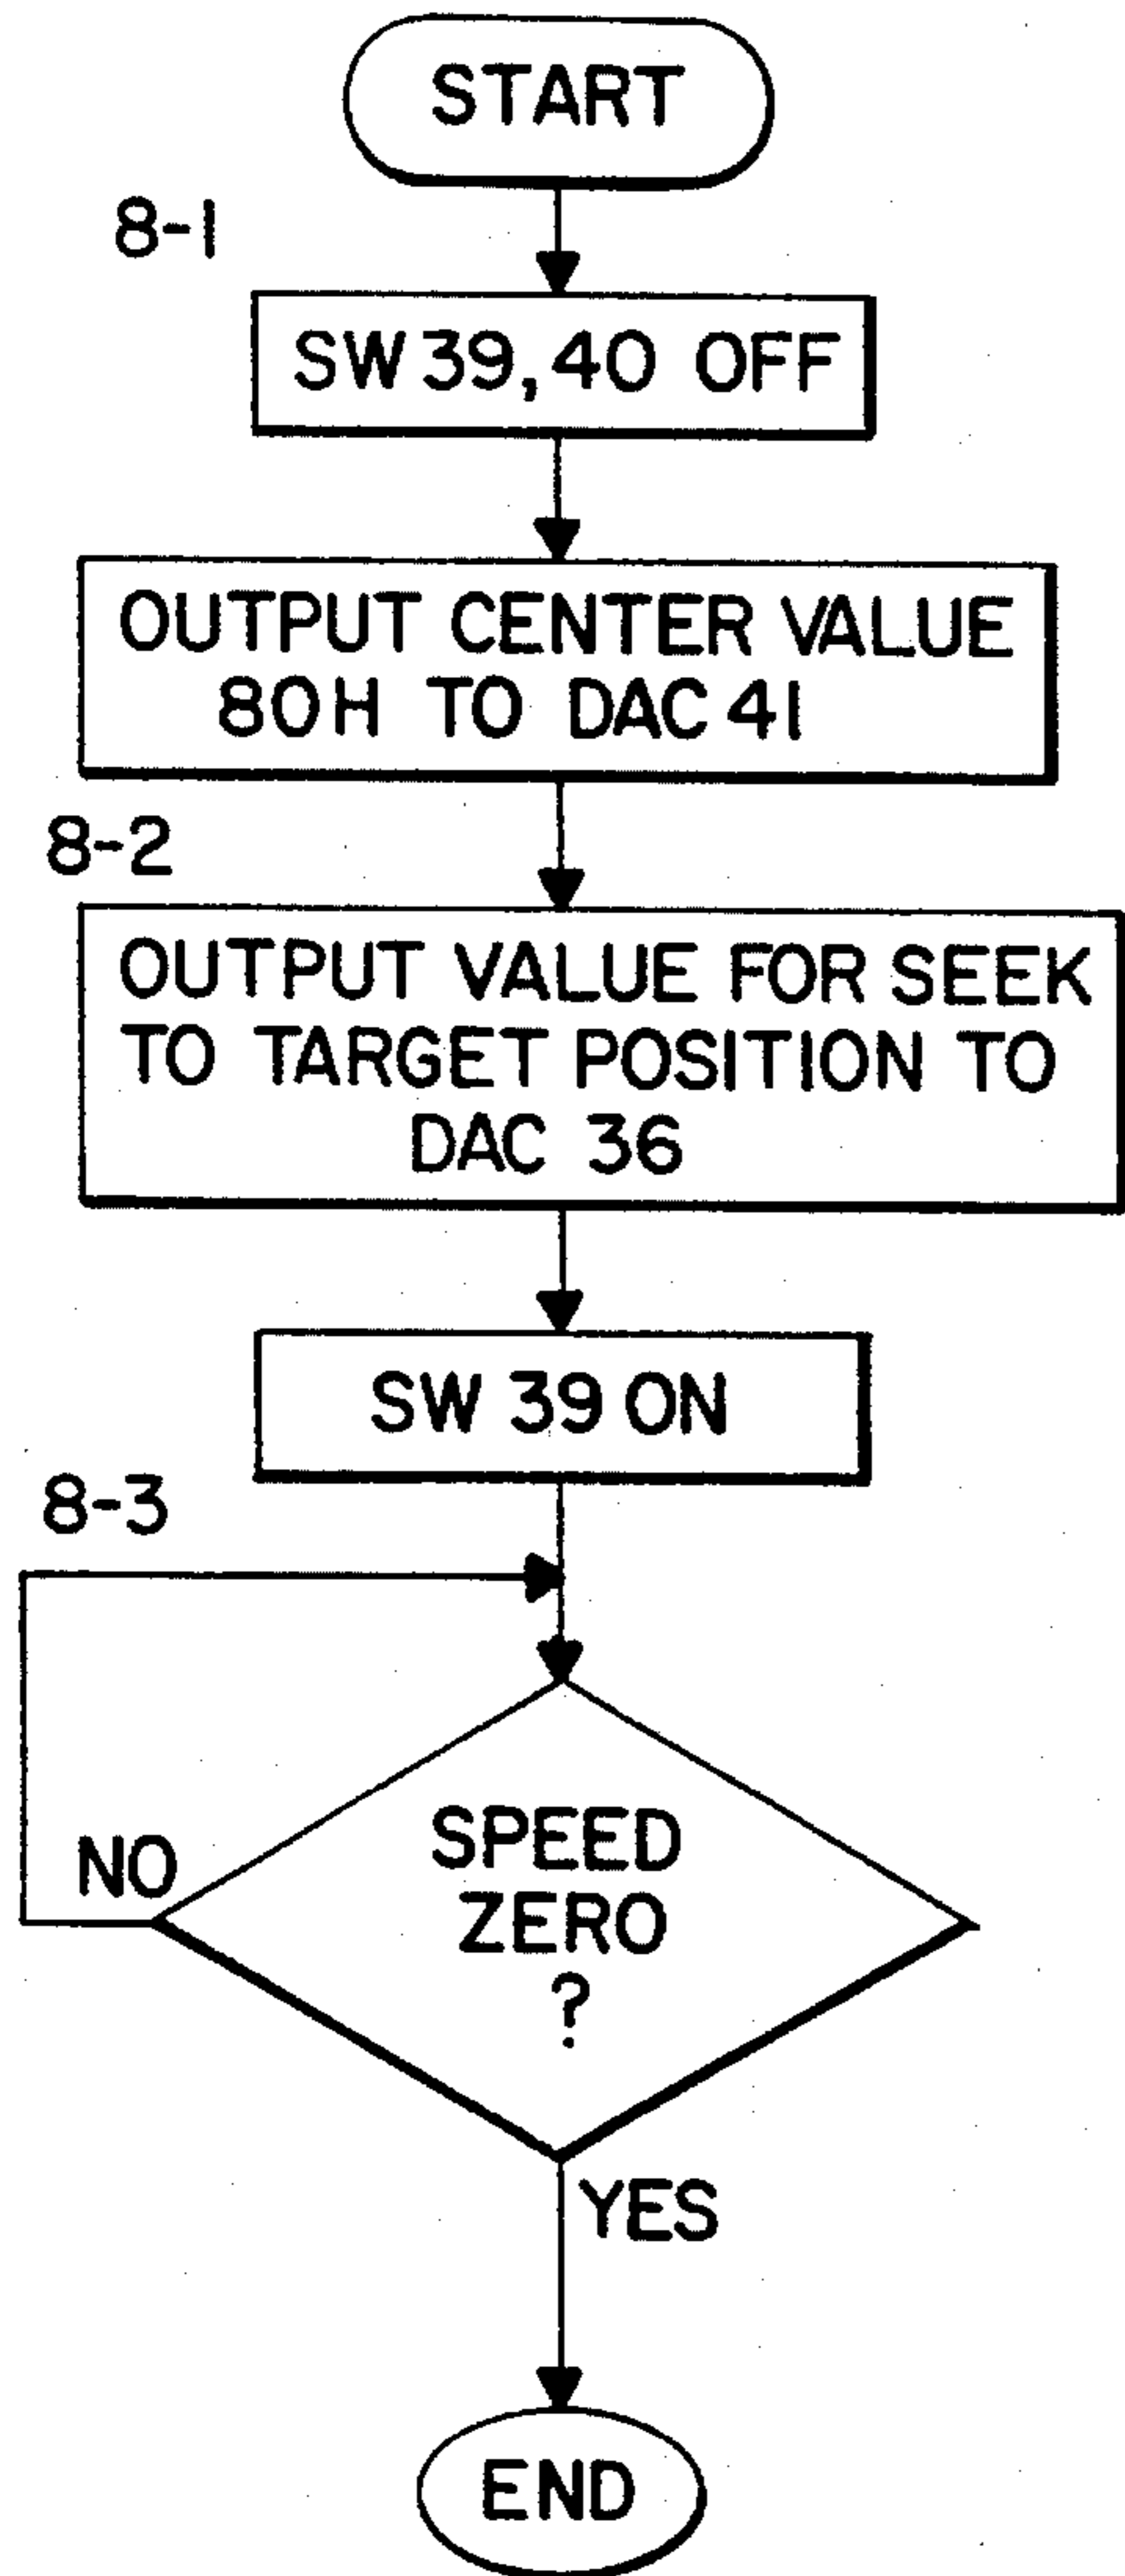 START
8-1
SW 39, 40 OFF
OUTPUT CENTER VALUE
80H TO DAC 41
8-2
OUTPUT VALUE FOR SEEK
TO TARGET POSITION TO
DAC 36
SW 39 ON
8-3
SPEED
ZERO
?
NO
YES
END